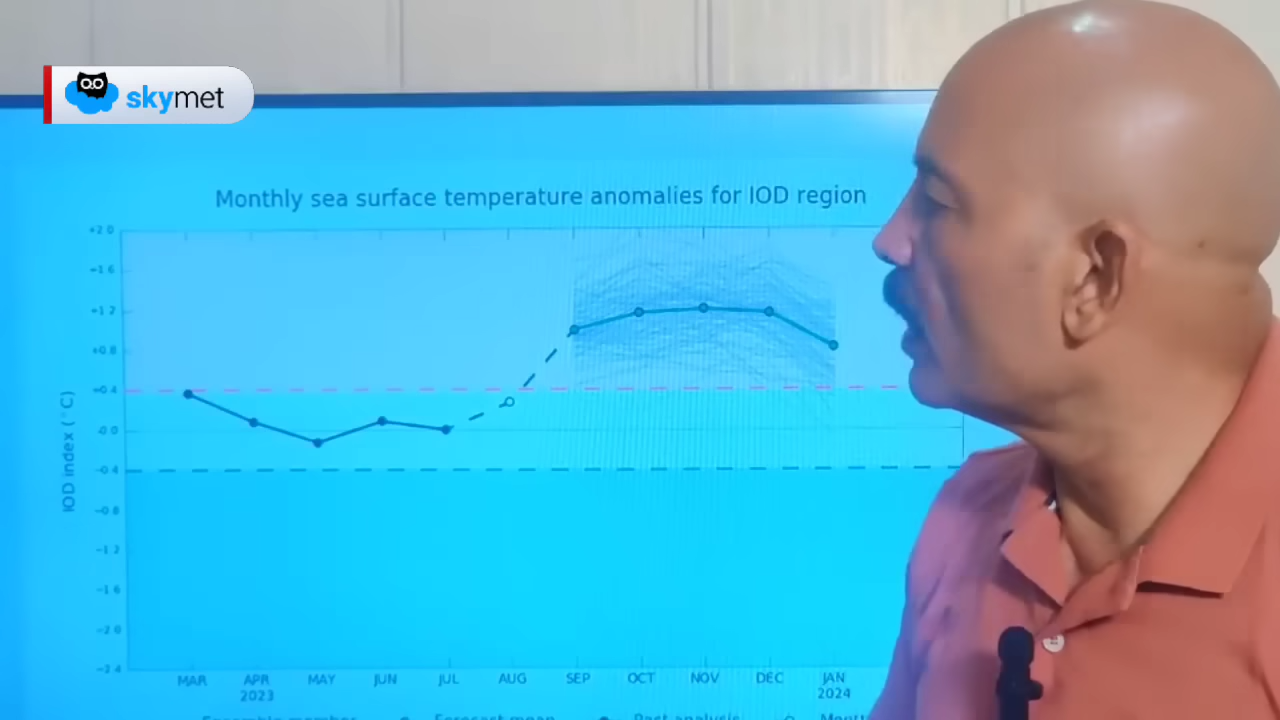 skymet
Monthly sea surface temperature anomalies for IOD region
+2 0
+1 6
+1 2
+0 8
+0 4
0 0
-0 4
-0 8
-1 2
-1 6
-2 0
-2 4
IOD index (°C)
MAR APR MAY JUN JUL AUG SEP OCT NOV DEC JAN
2023 2024
Ensemble member Forecast mean Past analysis